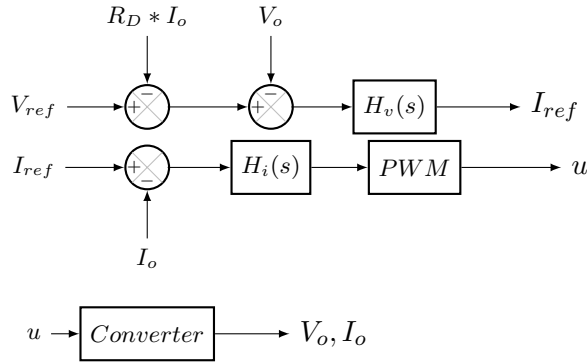 R_D * I_o
V_o
V_ref + − + − H_v(s) I_ref
I_ref + − H_i(s) PWM u
I_o
u Converter V_o, I_o